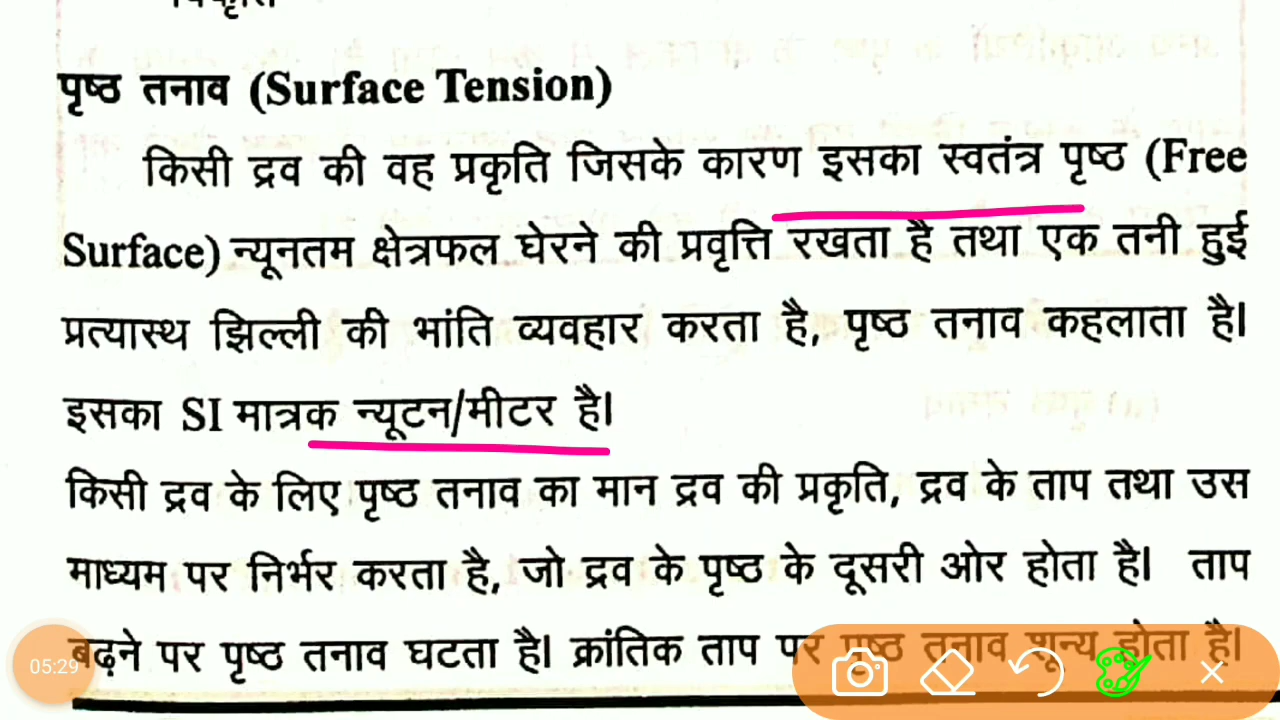 विकृति
पृष्ठ तनाव (Surface Tension)
किसी द्रव की वह प्रकृति जिसके कारण इसका स्वतंत्र पृष्ठ (Free
Surface) न्यूनतम क्षेत्रफल घेरने की प्रवृत्ति रखता है तथा एक तनी हुई
प्रत्यास्थ झिल्ली की भांति व्यवहार करता है, पृष्ठ तनाव कहलाता है।
इसका SI मात्रक न्यूटन/मीटर है।
किसी द्रव के लिए पृष्ठ तनाव का मान द्रव की प्रकृति, द्रव के ताप तथा उस
माध्यम पर निर्भर करता है, जो द्रव के पृष्ठ के दूसरी ओर होता है। ताप
बढ़ने पर पृष्ठ तनाव घटता है। क्रांतिक ताप पर पृष्ठ तनाव शून्य होता है।
05:29